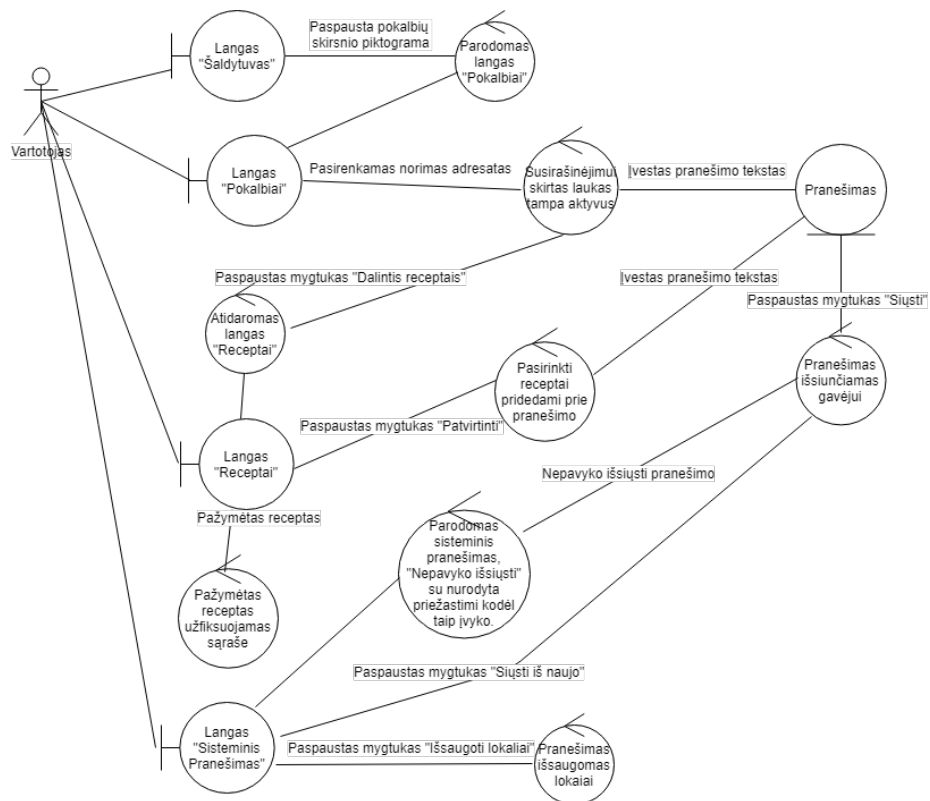 Paspausta pokalbių
skirsnio piktograma
Langas
"Šaldytuvas"
Parodomas
langas
"Pokalbiai"
Vartotojas
Langas
"Pokalbiai"
Pasirenkamas norimas adresatas
Susirašinėjimui
skirtas laukas
tampa aktyvus
Įvestas pranešimo tekstas
Pranešimas
Paspaustas mygtukas "Dalintis receptais"
Įvestas pranešimo tekstas
Paspaustas mygtukas "Siųsti"
Atidaromas
langas
"Receptai"
Pasirinkti
receptai
pridedami prie
pranešimo
Pranešimas
išsiunčiamas
gavėjui
Paspaustas mygtukas "Patvirtinti"
Langas
"Receptai"
Nepavyko išsiųsti pranešimo
Pažymėtas receptas
Parodomas
sisteminis
pranešimas,
"Nepavyko išsiųsti"
su nurodyta
priežastimi kodėl
taip įvyko.
Pažymėtas
receptas
užfiksuojamas
sąraše
Paspaustas mygtukas "Siųsti iš naujo"
Langas
"Sisteminis
Pranešimas"
Paspaustas mygtukas "Išsaugoti lokaliai"
Pranešimas
išsaugomas
lokaiai